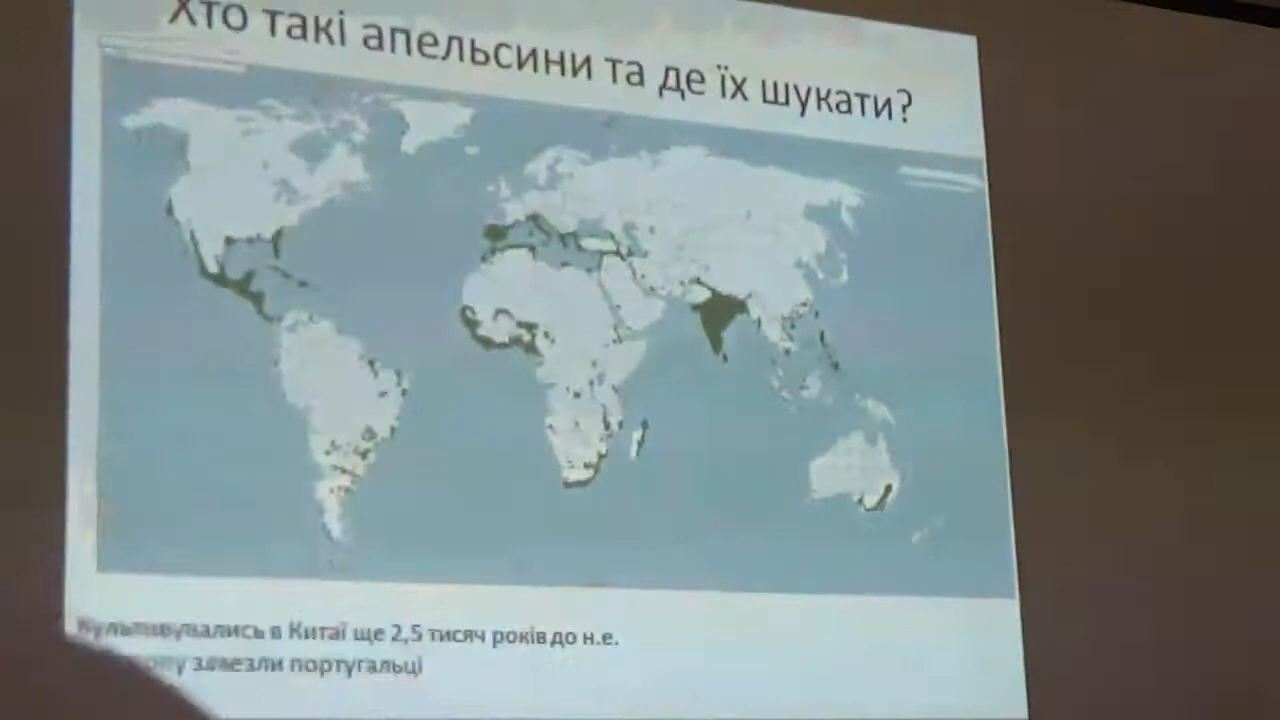 Хто такі апельсини та де їх шукати?
Культивувались в Китаї ще 2,5 тисяч років до н.е.
завезли португальці